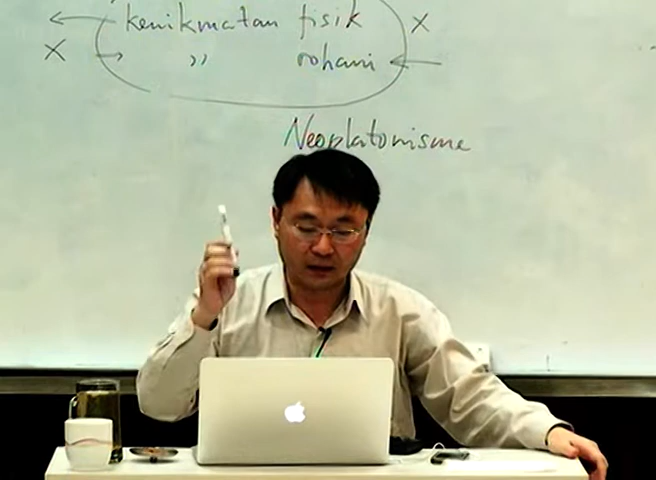 kenikmatan fisik X
X " rohani
Neoplatonisme